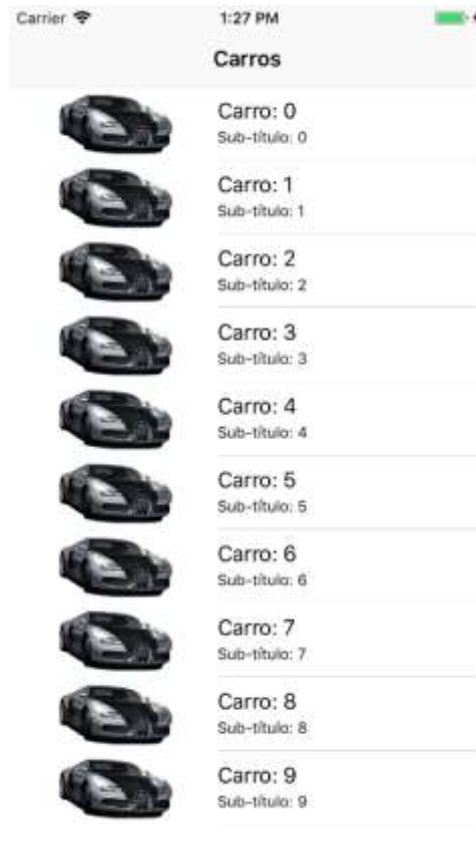 Carrier 1:27 PM
Carros
Carro: 0
Sub-título: 0
Carro: 1
Sub-título: 1
Carro: 2
Sub-título: 2
Carro: 3
Sub-título: 3
Carro: 4
Sub-título: 4
Carro: 5
Sub-título: 5
Carro: 6
Sub-título: 6
Carro: 7
Sub-título: 7
Carro: 8
Sub-título: 8
Carro: 9
Sub-título: 9